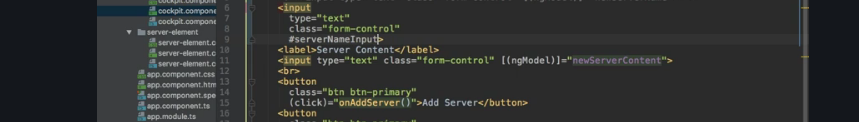 cockpit.compone
cockpit.compone
cockpit.compone
server-element
server-element.c
server-element.c
server-element.c
app.component.css
app.component.htm
app.component.spe
app.component.ts
app.module.ts
6 <input
7 type="text"
8 class="form-control"
9 #serverNameInput>
10 <label>Server Content</label>
11 <input type="text" class="form-control" [(ngModel)]="newServerContent">
12 <br>
13 <button
14 class="btn btn-primary"
15 (click)="onAddServer()">Add Server</button>
16 <button